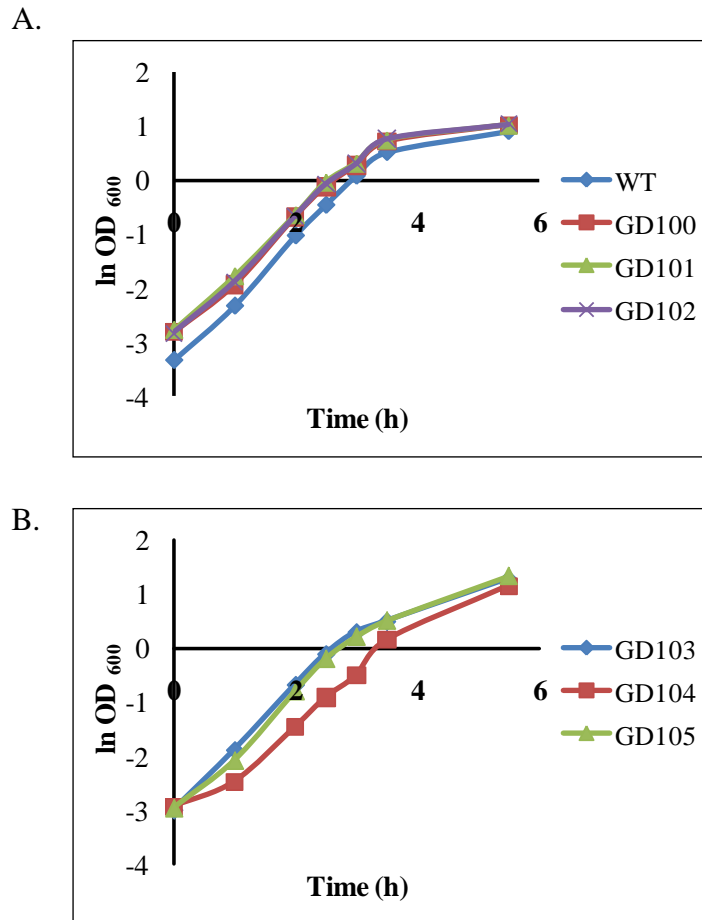 A.
2
1
0
-1
-2
-3
-4
0 2 4 6
ln OD 600
Time (h)
WT
GD100
GD101
GD102
B.
2
1
0
-1
-2
-3
-4
0 2 4 6
ln OD 600
Time (h)
GD103
GD104
GD105